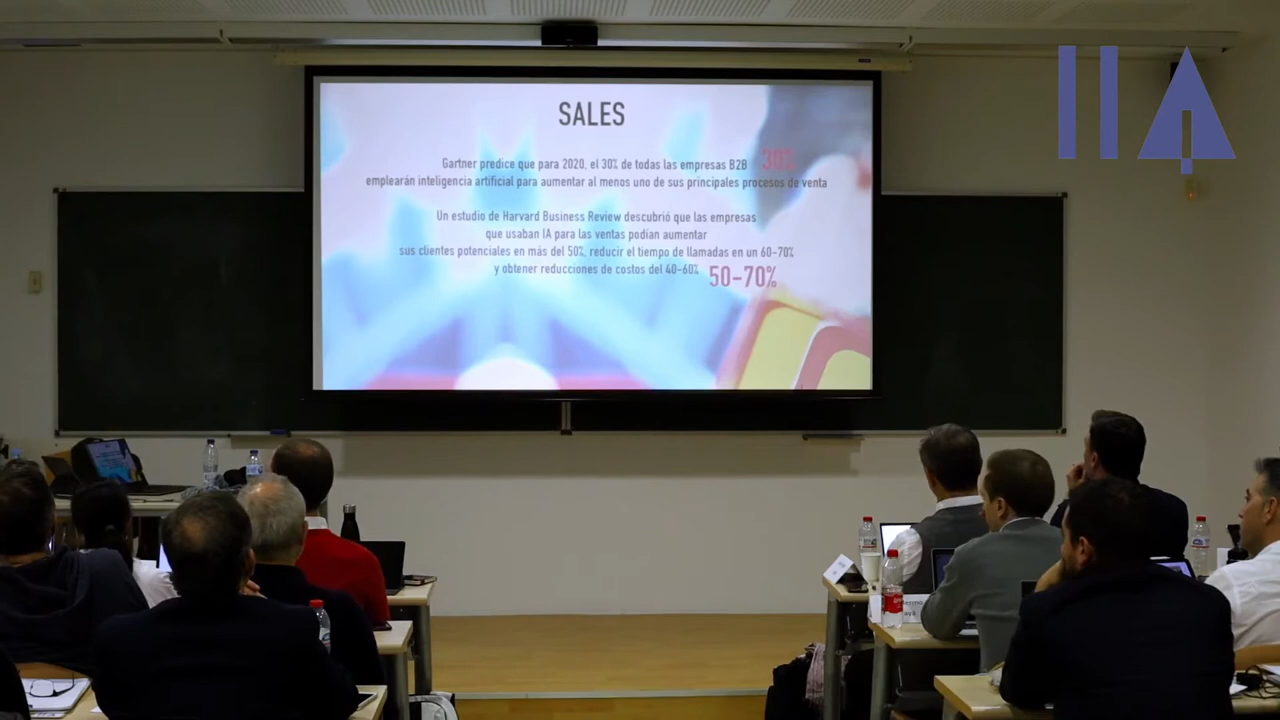 IIA
SALES
Gartner predice que para 2020, el 30% de todas las empresas B2B
30%
emplearán inteligencia artificial para aumentar al menos uno de sus principales procesos de venta
Un estudio de Harvard Business Review descubrió que las empresas
que usaban IA para las ventas podían aumentar
sus clientes potenciales en más del 50%, reducir el tiempo de llamadas en un 60-70%
y obtener reducciones de costos del 40-60%
50-70%